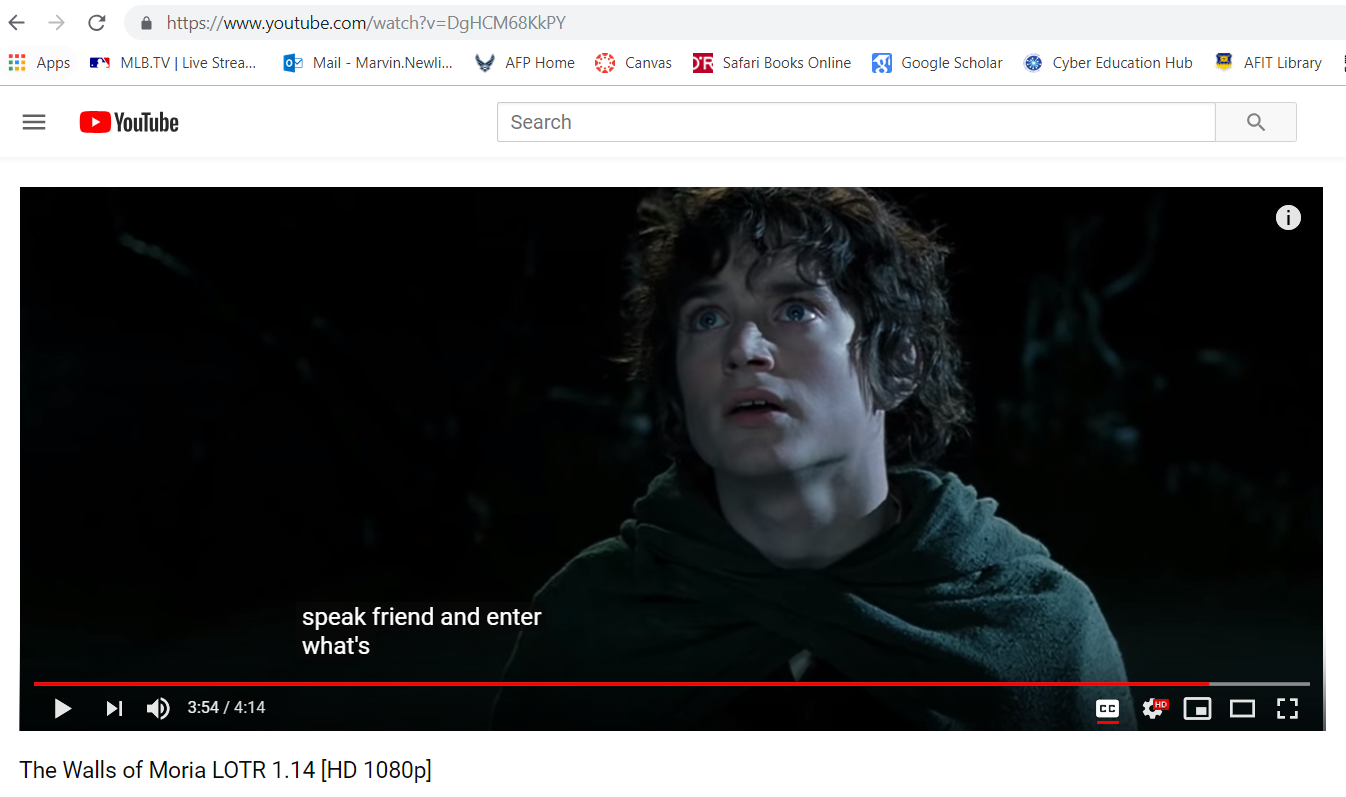 https://www.youtube.com/watch?v=DgHCM68KkPY
Apps MLB.TV | Live Strea... Mail - Marvin.Newli... AFP Home Canvas Safari Books Online Google Scholar Cyber Education Hub AFIT Library
YouTube
Search
i
speak friend and enter
what's
3:54 / 4:14 CC HD
The Walls of Moria LOTR 1.14 [HD 1080p]